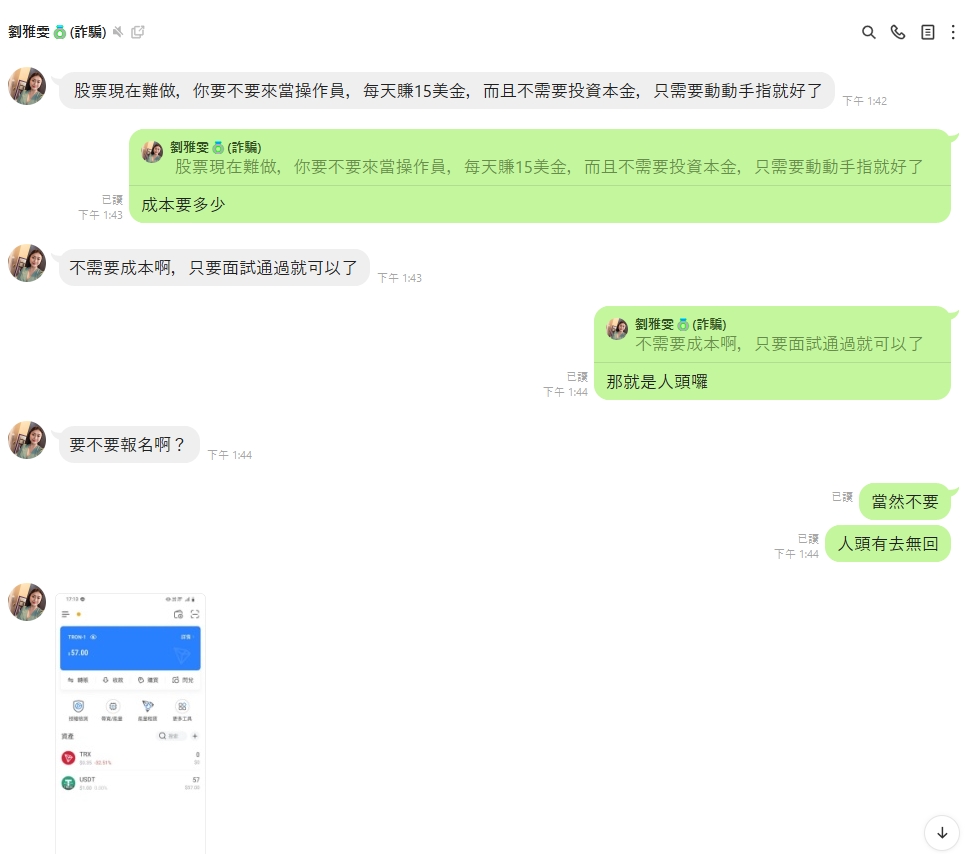 劉雅雯💍(詐騙)
股票現在難做，你要不要來當操作員，每天賺15美金，而且不需要投資本金，只需要動動手指就好了
下午 1:42
劉雅雯💍(詐騙)
股票現在難做，你要不要來當操作員，每天賺15美金，而且不需要投資本金，只需要動動手指就好了
成本要多少
已讀
下午 1:43
不需要成本啊，只要面試通過就可以了
下午 1:43
劉雅雯💍(詐騙)
不需要成本啊，只要面試通過就可以了
那就是人頭囉
已讀
下午 1:44
要不要報名啊？
下午 1:44
當然不要
已讀
人頭有去無回
已讀
下午 1:44
17:13
TRON-1
詳情
57.00
轉帳 收款 購買 閃兌
更多工具
資產
搜索
TRX
0
USDT
57